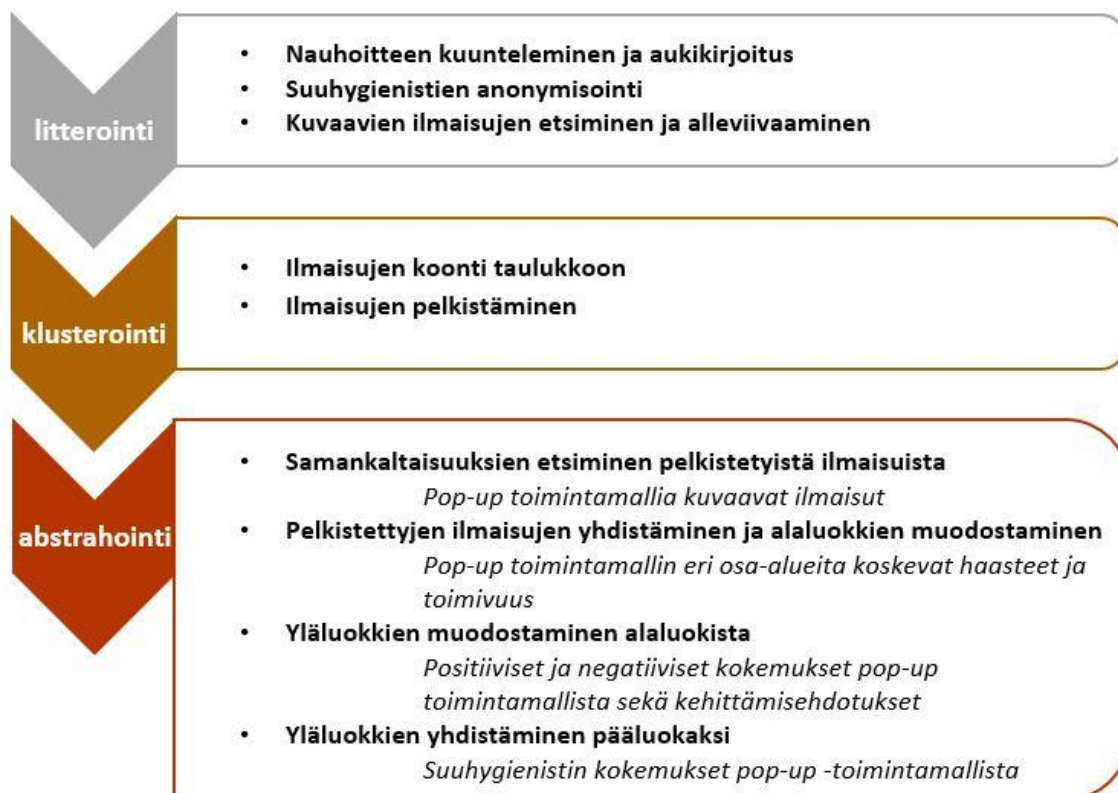 litterointi
• Nauhoitteen kuunteleminen ja aukikirjoitus
• Suuhygienistien anonymisointi
• Kuvaavien ilmaisujen etsiminen ja alleviivaaminen
klusterointi
• Ilmaisujen koonti taulukkoon
• Ilmaisujen pelkistäminen
abstrahointi
• Samankaltaisuuksien etsiminen pelkistetyistä ilmaisuista
Pop-up toimintamallia kuvaavat ilmaisut
• Pelkistettyjen ilmaisujen yhdistäminen ja alaluokkien muodostaminen
Pop-up toimintamallin eri osa-alueita koskevat haasteet ja
toimivuus
• Yläluokkien muodostaminen alaluokista
Positiiviset ja negatiiviset kokemukset pop-up
toimintamallista sekä kehittämisehdotukset
• Yläluokkien yhdistäminen pääluokaksi
Suuhygienistin kokemukset pop-up -toimintamallista